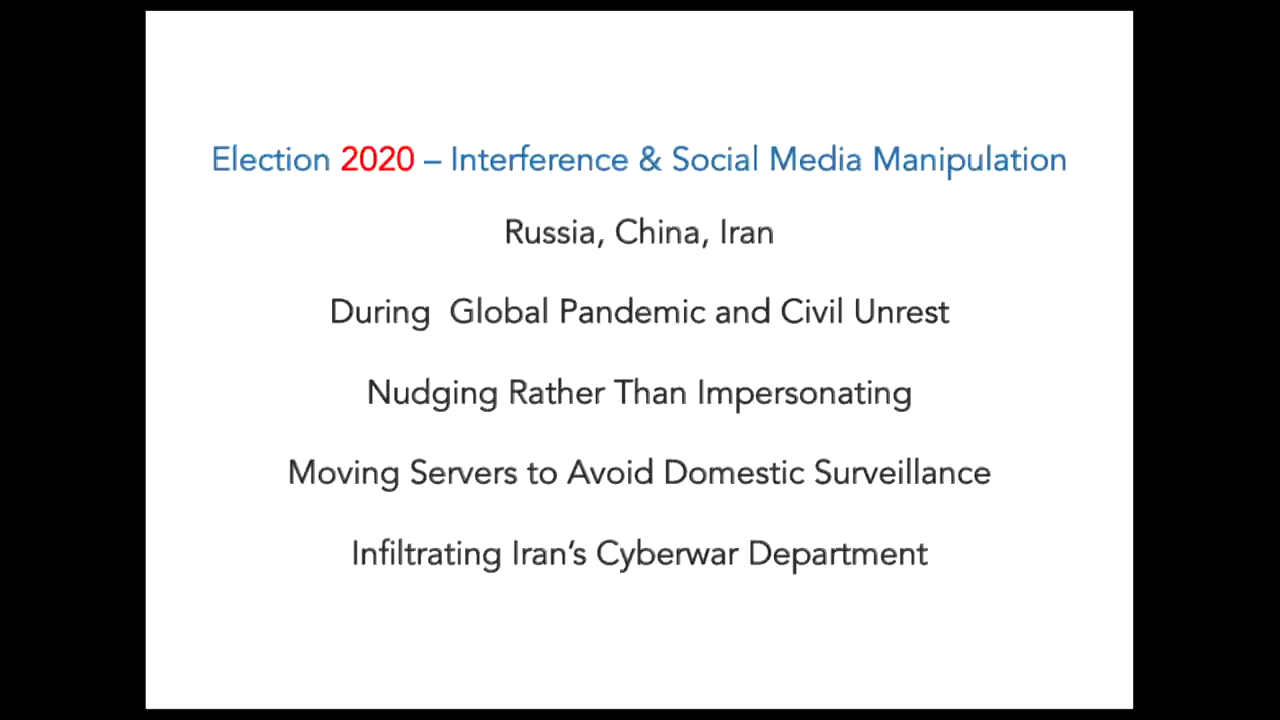 Election 2020 – Interference & Social Media Manipulation
Russia, China, Iran
During  Global Pandemic and Civil Unrest
Nudging Rather Than Impersonating
Moving Servers to Avoid Domestic Surveillance
Infiltrating Iran’s Cyberwar Department